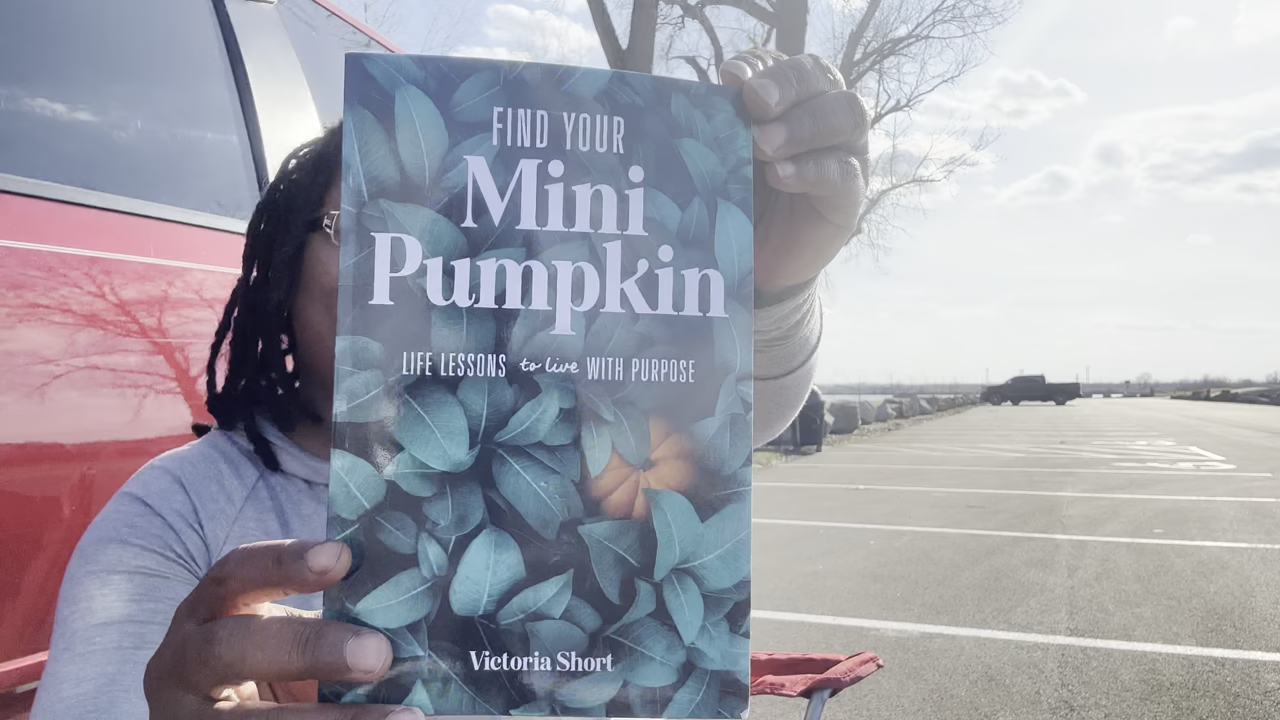 FIND YOUR
Mini
Pumpkin
LIFE LESSONS to live WITH PURPOSE
Victoria Short